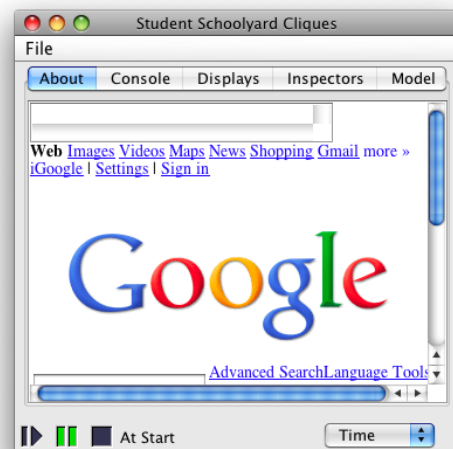 Student Schoolyard Cliques
File
About Console Displays Inspectors Model
Web Images Videos Maps News Shopping Gmail more »
iGoogle | Settings | Sign in
Google
Advanced SearchLanguage Tools
At Start Time